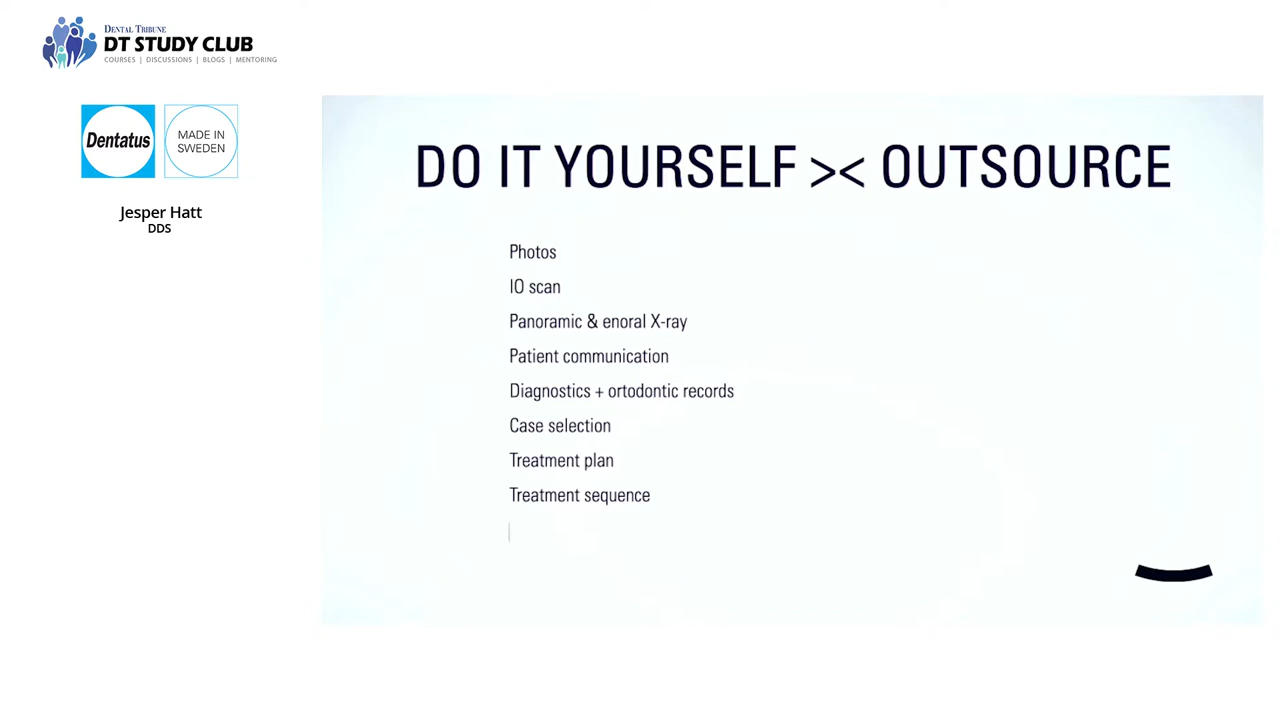 DENTAL TRIBUNE
DT STUDY CLUB
COURSES | DISCUSSIONS | BLOGS | MENTORING
Dentatus
MADE IN
SWEDEN
Jesper Hatt
DDS
DO IT YOURSELF >< OUTSOURCE
Photos
IO scan
Panoramic & enoral X-ray
Patient communication
Diagnostics + ortodontic records
Case selection
Treatment plan
Treatment sequence